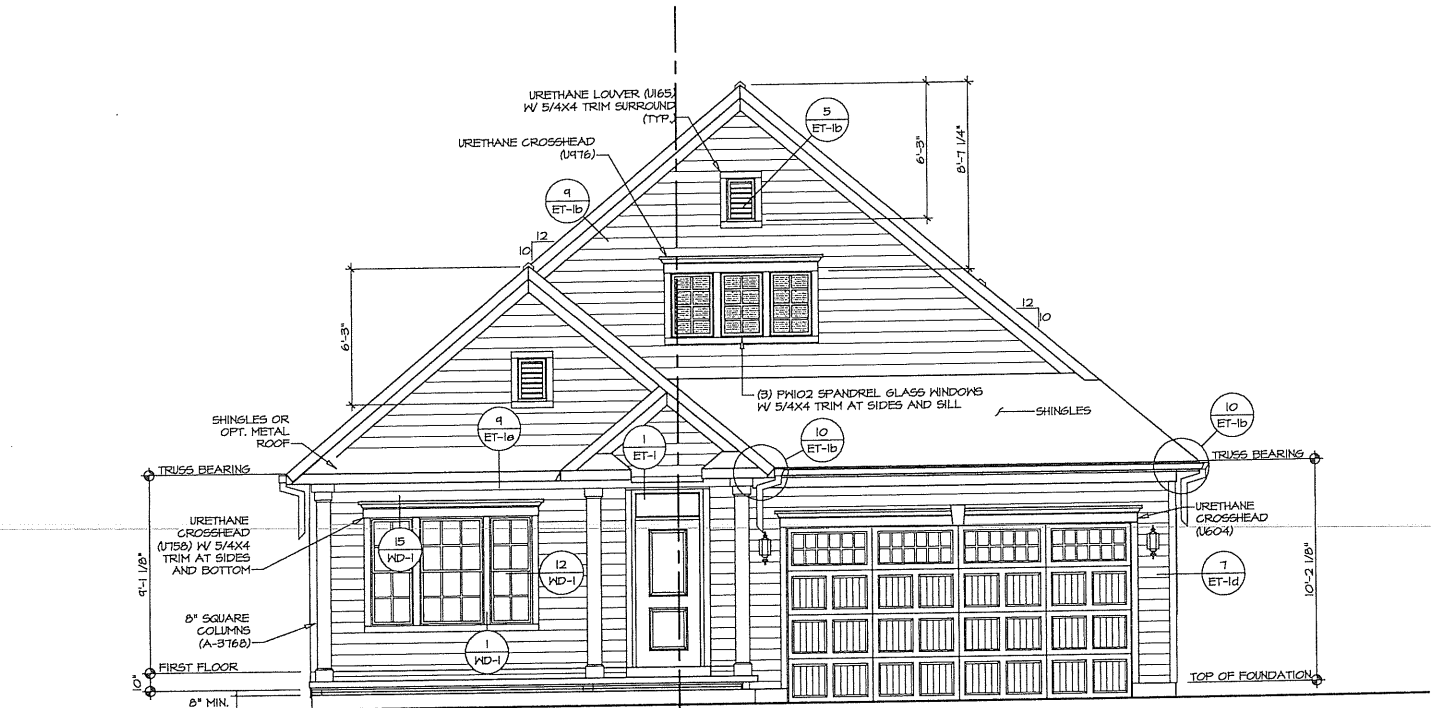 URETHANE LOUVER (U165)
W/ 5/4X4 TRIM SURROUND
(TYP.)
5
ET-1b
URETHANE CROSSHEAD
(U976)
6'-3"
8'-7 1/4"
9
ET-1b
12
10
12
10
6'-3"
(3) PW102 SPANDREL GLASS WINDOWS
W/ 5/4X4 TRIM AT SIDES AND SILL
SHINGLES
SHINGLES OR
OPT. METAL
ROOF
9
ET-1a
1
ET-1
10
ET-1b
10
ET-1b
TRUSS BEARING
TRUSS BEARING
URETHANE
CROSSHEAD
(U758) W/ 5/4X4
TRIM AT SIDES
AND BOTTOM
15
WD-1
12
WD-1
URETHANE
CROSSHEAD
(U604)
7
ET-1d
9'-1 1/8"
10'-2 1/8"
8" SQUARE
COLUMNS
(A-3768)
1
WD-1
FIRST FLOOR
10"
8" MIN.
TOP OF FOUNDATION